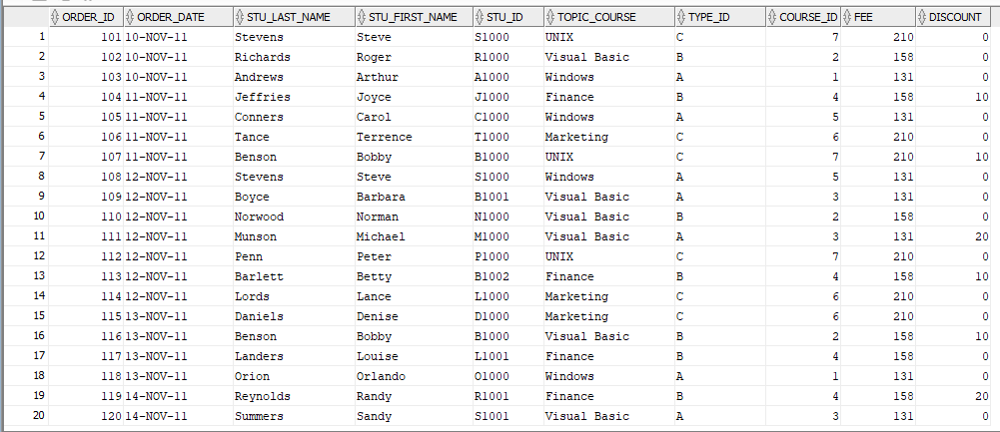 ORDER_ID ORDER_DATE STU_LAST_NAME STU_FIRST_NAME STU_ID TOPIC_COURSE TYPE_ID COURSE_ID FEE DISCOUNT
1 101 10-NOV-11 Stevens Steve S1000 UNIX C 7 210 0
2 102 10-NOV-11 Richards Roger R1000 Visual Basic B 2 158 0
3 103 10-NOV-11 Andrews Arthur A1000 Windows A 1 131 0
4 104 11-NOV-11 Jeffries Joyce J1000 Finance B 4 158 10
5 105 11-NOV-11 Conners Carol C1000 Windows A 5 131 0
6 106 11-NOV-11 Tance Terrence T1000 Marketing C 6 210 0
7 107 11-NOV-11 Benson Bobby B1000 UNIX C 7 210 10
8 108 12-NOV-11 Stevens Steve S1000 Windows A 5 131 0
9 109 12-NOV-11 Boyce Barbara B1001 Visual Basic A 3 131 0
10 110 12-NOV-11 Norwood Norman N1000 Visual Basic B 2 158 0
11 111 12-NOV-11 Munson Michael M1000 Visual Basic A 3 131 20
12 112 12-NOV-11 Penn Peter P1000 UNIX C 7 210 0
13 113 12-NOV-11 Barlett Betty B1002 Finance B 4 158 10
14 114 12-NOV-11 Lords Lance L1000 Marketing C 6 210 0
15 115 13-NOV-11 Daniels Denise D1000 Marketing C 6 210 0
16 116 13-NOV-11 Benson Bobby B1000 Visual Basic B 2 158 10
17 117 13-NOV-11 Landers Louise L1001 Finance B 4 158 0
18 118 13-NOV-11 Orion Orlando O1000 Windows A 1 131 0
19 119 14-NOV-11 Reynolds Randy R1001 Finance B 4 158 20
20 120 14-NOV-11 Summers Sandy S1001 Visual Basic A 3 131 0